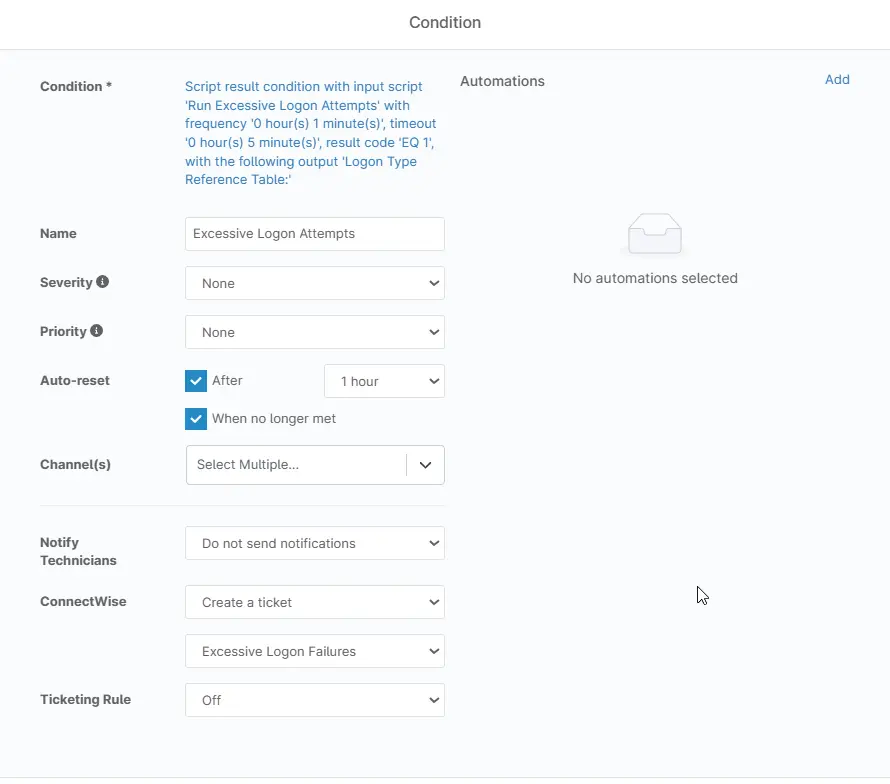 Condition
Condition *
Script result condition with input script
'Run Excessive Logon Attempts' with
frequency '0 hour(s) 1 minute(s)', timeout
'0 hour(s) 5 minute(s)', result code 'EQ 1',
with the following output 'Logon Type
Reference Table:'
Name
Excessive Logon Attempts
Severity
None
Priority
None
Auto-reset
After
1 hour
When no longer met
Channel(s)
Select Multiple...
Notify
Technicians
Do not send notifications
ConnectWise
Create a ticket
Excessive Logon Failures
Ticketing Rule
Off
Automations
Add
No automations selected